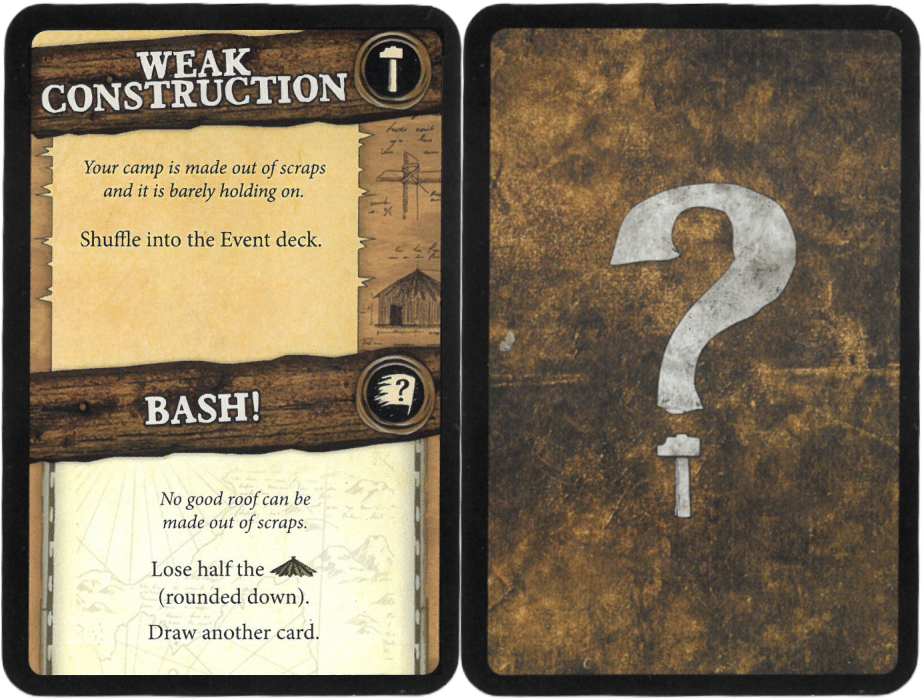 WEAK
CONSTRUCTION
Your camp is made out of scraps
and it is barely holding on.
Shuffle into the Event deck.
?
BASH!
No good roof can be
made out of scraps.
Lose half the
(rounded down).
Draw another card.
?